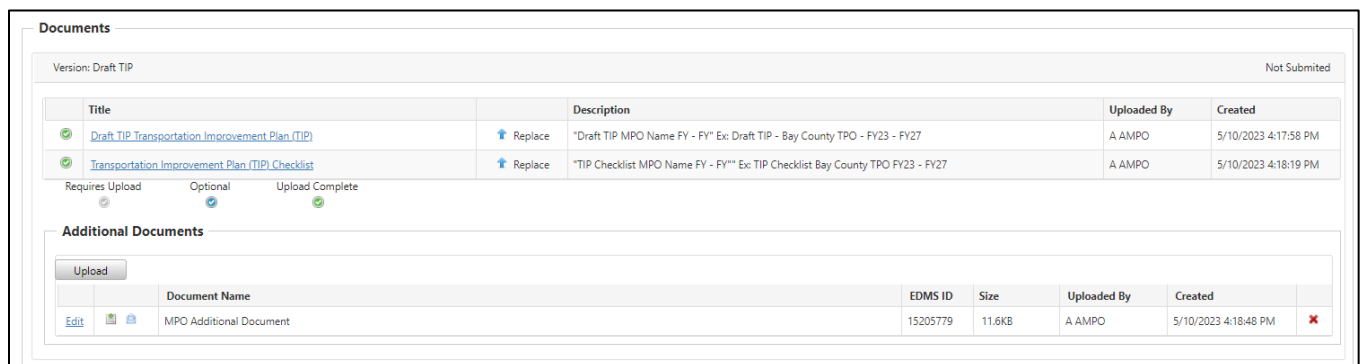 Documents
Version: Draft TIP Not Submited
Title Description Uploaded By Created
Draft TIP Transportation Improvement Plan (TIP) Replace "Draft TIP MPO Name FY - FY" Ex: Draft TIP - Bay County TPO - FY23 - FY27 A AMPO 5/10/2023 4:17:58 PM
Transportation Improvement Plan (TIP) Checklist Replace "TIP Checklist MPO Name FY - FY"" Ex: TIP Checklist Bay County TPO FY23 - FY27 A AMPO 5/10/2023 4:18:19 PM
Requires Upload Optional Upload Complete
Additional Documents
Upload
Document Name EDMS ID Size Uploaded By Created
Edit MPO Additional Document 15205779 11.6KB A AMPO 5/10/2023 4:18:48 PM